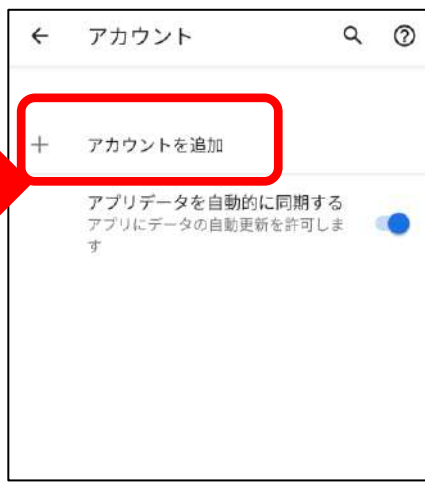 アカウント
アカウントを追加
アプリデータを自動的に同期する
アプリにデータの自動更新を許可しま
す